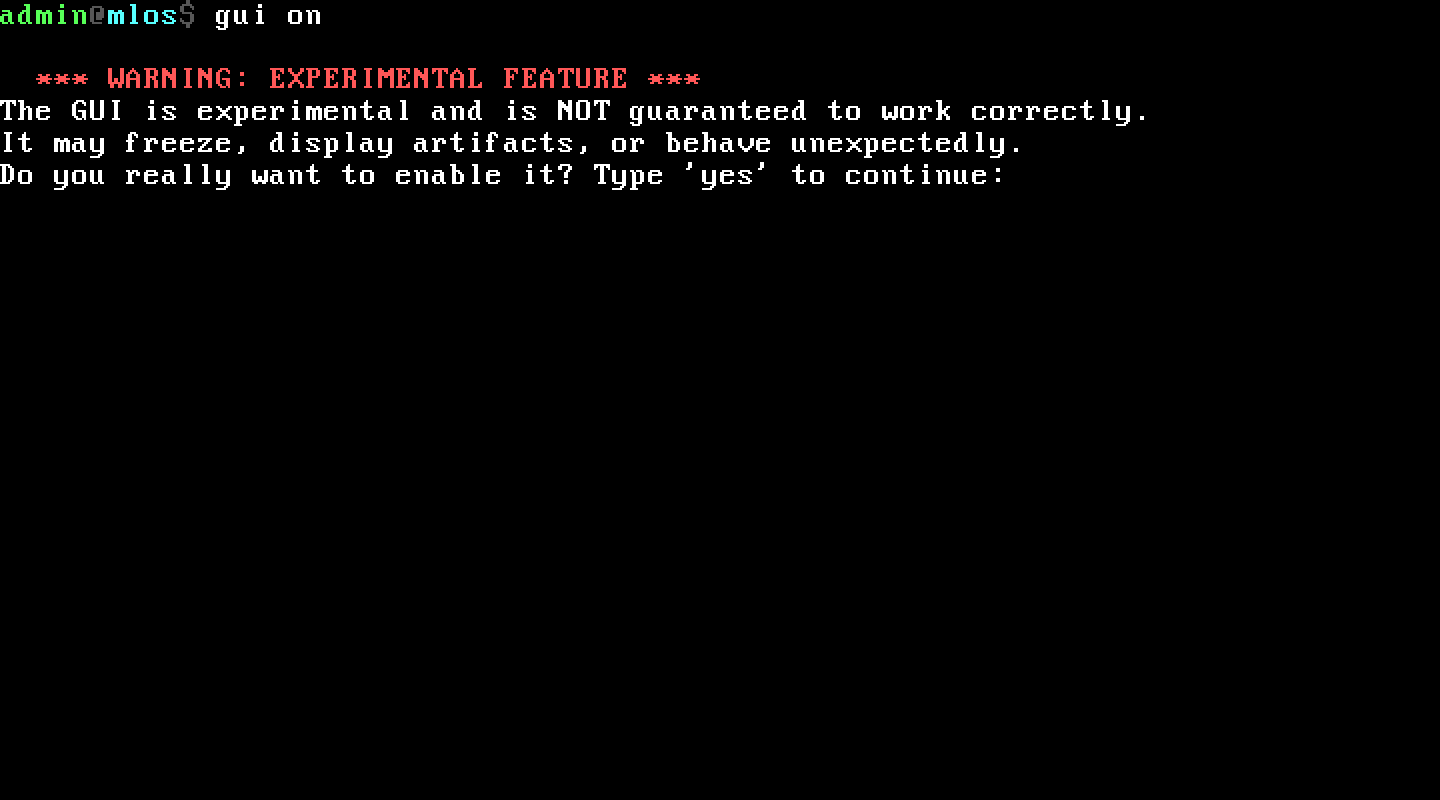 admin@mlos$ gui on
*** WARNING: EXPERIMENTAL FEATURE ***
The GUI is experimental and is NOT guaranteed to work correctly.
It may freeze, display artifacts, or behave unexpectedly.
Do you really want to enable it? Type 'yes' to continue: